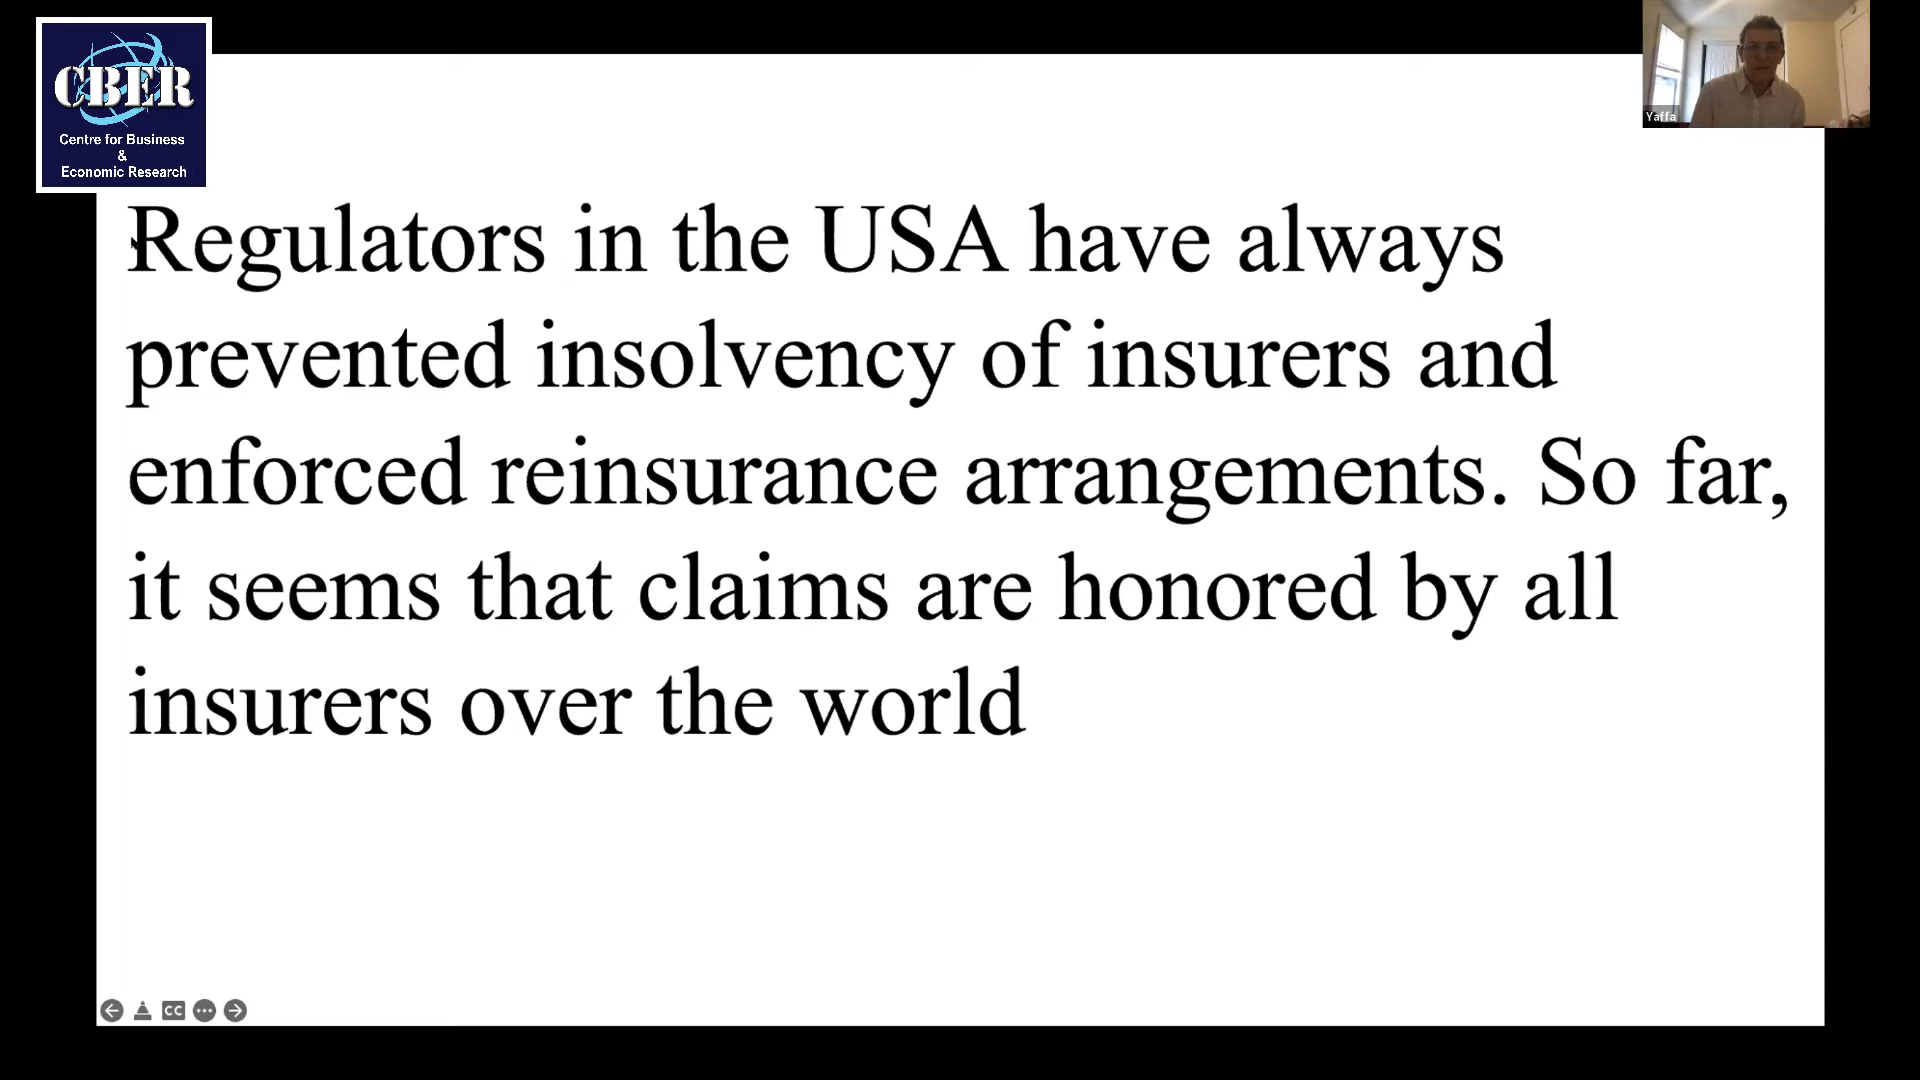 CBER
Centre for Business
&
Economic Research
Yaffa
Regulators in the USA have always
prevented insolvency of insurers and
enforced reinsurance arrangements. So far,
it seems that claims are honored by all
insurers over the world
CC